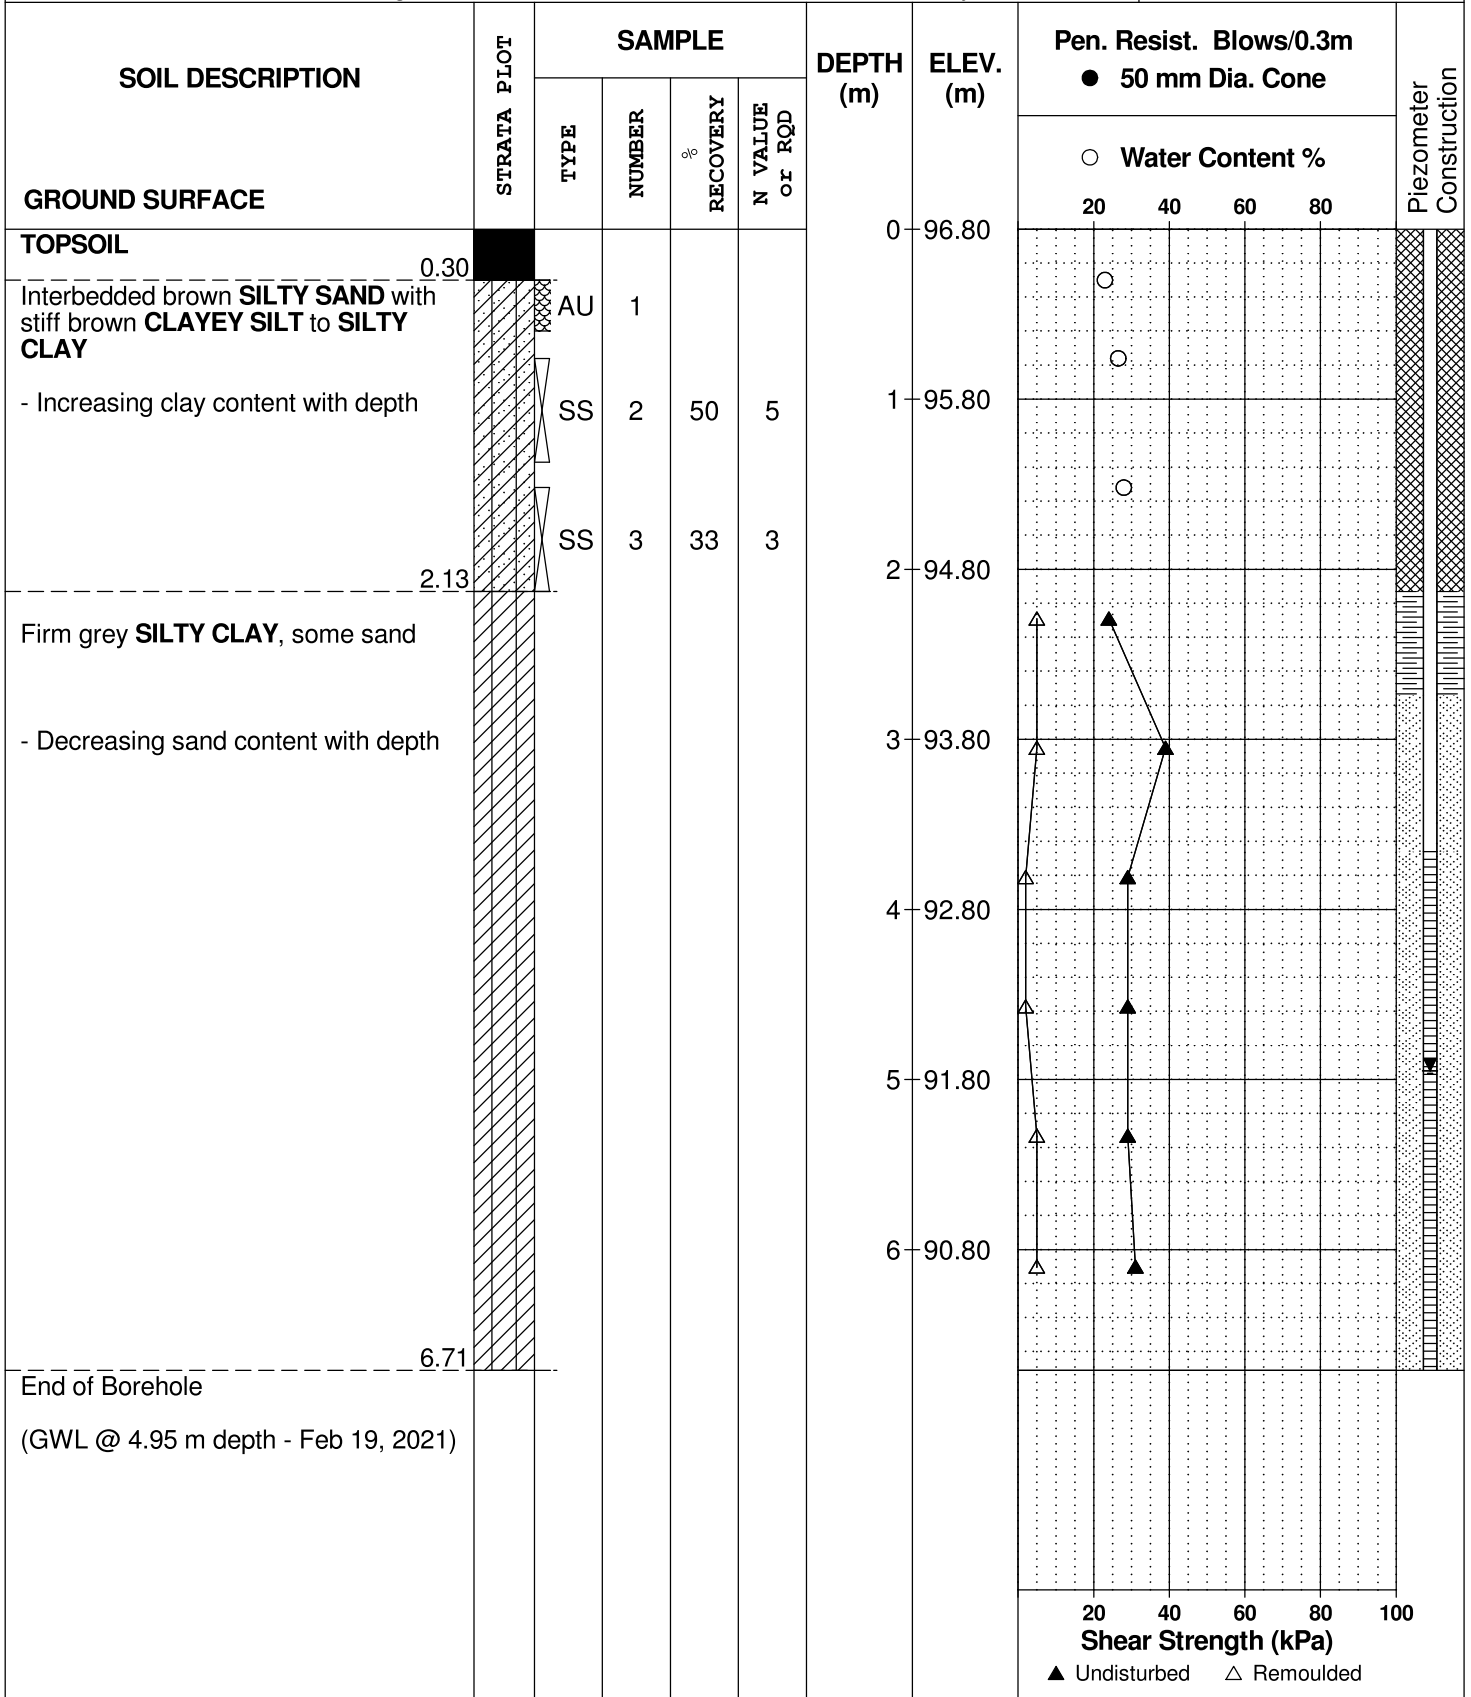 SOIL DESCRIPTION
GROUND SURFACE
STRATA PLOT
SAMPLE
TYPE
NUMBER
%
RECOVERY
N VALUE
or RQD
DEPTH
(m)
ELEV.
(m)
Pen. Resist. Blows/0.3m
● 50 mm Dia. Cone
○ Water Content %
20 40 60 80
Piezometer
Construction
TOPSOIL
0.30
0 96.80
Interbedded brown SILTY SAND with
stiff brown CLAYEY SILT to SILTY
CLAY
AU 1
- Increasing clay content with depth
SS 2 50 5
1 95.80
SS 3 33 3
2 94.80
2.13
Firm grey SILTY CLAY, some sand
- Decreasing sand content with depth
3 93.80
4 92.80
5 91.80
6 90.80
6.71
End of Borehole
(GWL @ 4.95 m depth - Feb 19, 2021)
20 40 60 80 100
Shear Strength (kPa)
▲ Undisturbed △ Remoulded